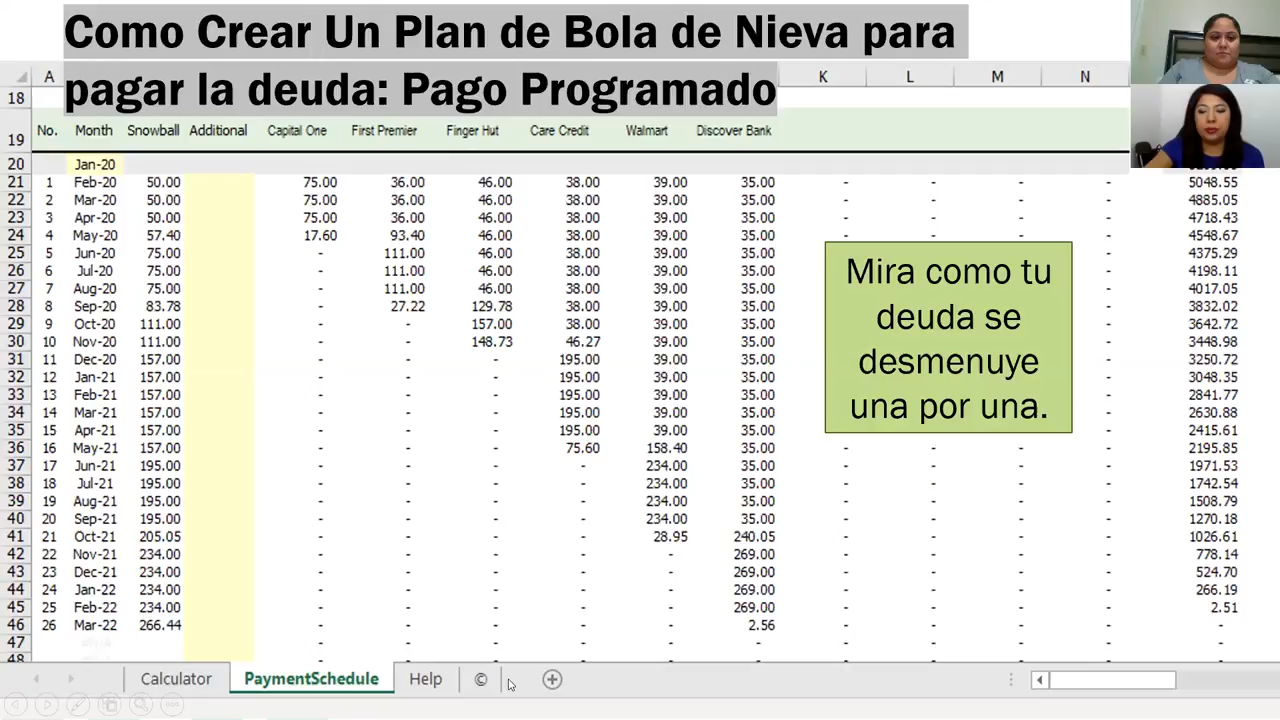 Como Crear Un Plan de Bola de Nieva para
pagar la deuda: Pago Programado
A K L M N
18
19 No. Month Snowball Additional Capital One First Premier Finger Hut Care Credit Walmart Discover Bank
20 Jan-20
21 1 Feb-20 50.00 75.00 36.00 46.00 38.00 39.00 35.00 - - - - 5048.55
22 2 Mar-20 50.00 75.00 36.00 46.00 38.00 39.00 35.00 - - - - 4885.05
23 3 Apr-20 50.00 75.00 36.00 46.00 38.00 39.00 35.00 - - - - 4718.43
24 4 May-20 57.40 17.60 93.40 46.00 38.00 39.00 35.00 - - - - 4548.67
25 5 Jun-20 75.00 - 111.00 46.00 38.00 39.00 35.00 - - 4375.29
26 6 Jul-20 75.00 - 111.00 46.00 38.00 39.00 35.00 - 4198.11
27 7 Aug-20 75.00 - 111.00 46.00 38.00 39.00 35.00 - 4017.05
28 8 Sep-20 83.78 - 27.22 129.78 38.00 39.00 35.00 - 3832.02
29 9 Oct-20 111.00 - - 157.00 38.00 39.00 35.00 - 3642.72
30 10 Nov-20 111.00 - - 148.73 46.27 39.00 35.00 - 3448.98
31 11 Dec-20 157.00 - - - 195.00 39.00 35.00 - 3250.72
32 12 Jan-21 157.00 - - - 195.00 39.00 35.00 - 3048.35
33 13 Feb-21 157.00 - - - 195.00 39.00 35.00 - 2841.77
34 14 Mar-21 157.00 - - - 195.00 39.00 35.00 - 2630.88
35 15 Apr-21 157.00 - - - 195.00 39.00 35.00 - 2415.61
36 16 May-21 157.00 - - - 75.60 158.40 35.00 - - - - 2195.85
37 17 Jun-21 195.00 - - - - 234.00 35.00 - - - - 1971.53
38 18 Jul-21 195.00 - - - - 234.00 35.00 - - - - 1742.54
39 19 Aug-21 195.00 - - - - 234.00 35.00 - - - - 1508.79
40 20 Sep-21 195.00 - - - - 234.00 35.00 - - - - 1270.18
41 21 Oct-21 205.05 - - - - 28.95 240.05 - - - - 1026.61
42 22 Nov-21 234.00 - - - - - 269.00 - - - - 778.14
43 23 Dec-21 234.00 - - - - - 269.00 - - - - 524.70
44 24 Jan-22 234.00 - - - - - 269.00 - - - - 266.19
45 25 Feb-22 234.00 - - - - - 269.00 - - - - 2.51
46 26 Mar-22 266.44 - - - - - 2.56 - - - - -
47 - - - - - - - - - - -
48
Mira como tu
deuda se
desmenuye
una por una.
Calculator PaymentSchedule Help ©